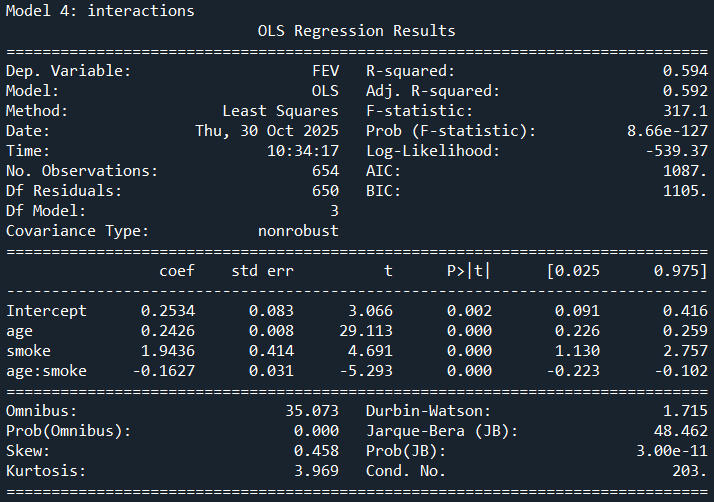 Model 4: interactions
OLS Regression Results
==============================================================================
Dep. Variable:                    FEV   R-squared:                       0.594
Model:                            OLS   Adj. R-squared:                  0.592
Method:                 Least Squares   F-statistic:                     317.1
Date:                Thu, 30 Oct 2025   Prob (F-statistic):          8.66e-127
Time:                        10:34:17   Log-Likelihood:                -539.37
No. Observations:                 654   AIC:                             1087.
Df Residuals:                     650   BIC:                             1105.
Df Model:                           3
Covariance Type:            nonrobust
==============================================================================
                 coef    std err          t      P>|t|      [0.025      0.975]
------------------------------------------------------------------------------
Intercept      0.2534      0.083      3.066      0.002       0.091       0.416
age            0.2426      0.008     29.113      0.000       0.226       0.259
smoke          1.9436      0.414      4.691      0.000       1.130       2.757
age:smoke     -0.1627      0.031     -5.293      0.000      -0.223      -0.102
==============================================================================
Omnibus:                       35.073   Durbin-Watson:                   1.715
Prob(Omnibus):                  0.000   Jarque-Bera (JB):               48.462
Skew:                           0.458   Prob(JB):                     3.00e-11
Kurtosis:                       3.969   Cond. No.                         203.
==============================================================================